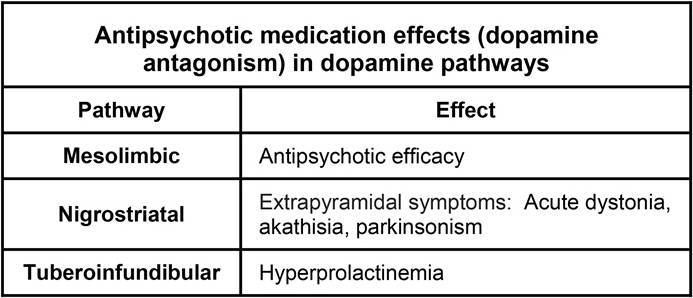 Antipsychotic medication effects (dopamine
antagonism) in dopamine pathways
Pathway
Effect
Mesolimbic
Antipsychotic efficacy
Nigrostriatal
Extrapyramidal symptoms: Acute dystonia,
akathisia, parkinsonism
Tuberoinfundibular
Hyperprolactinemia